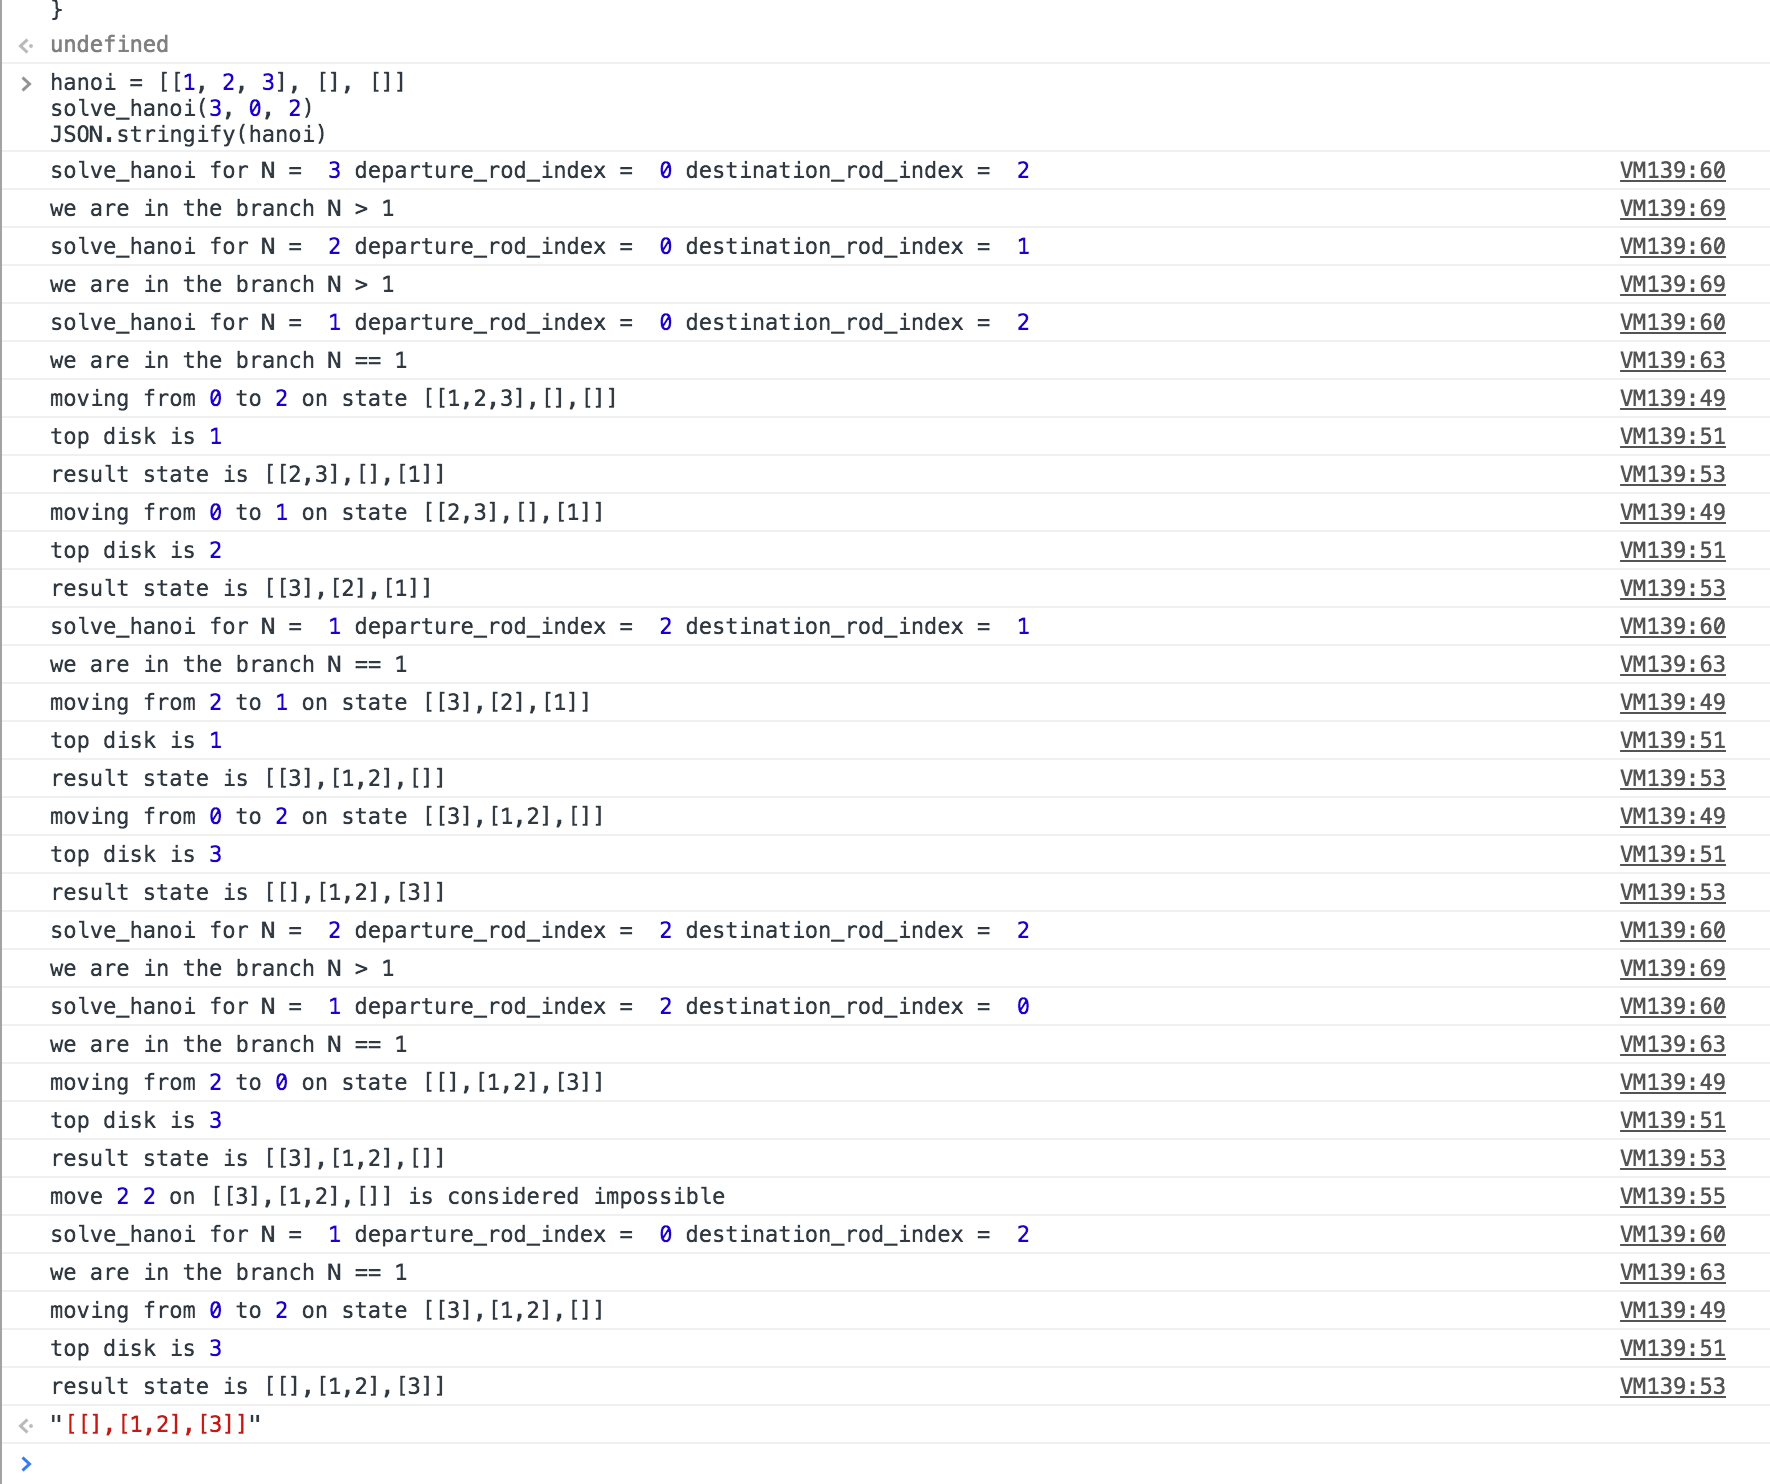 }
undefined
hanoi = [[1, 2, 3], [], []]
solve_hanoi(3, 0, 2)
JSON.stringify(hanoi)
solve_hanoi for N =  3 departure_rod_index =  0 destination_rod_index =  2 VM139:60
we are in the branch N > 1 VM139:69
solve_hanoi for N =  2 departure_rod_index =  0 destination_rod_index =  1 VM139:60
we are in the branch N > 1 VM139:69
solve_hanoi for N =  1 departure_rod_index =  0 destination_rod_index =  2 VM139:60
we are in the branch N == 1 VM139:63
moving from 0 to 2 on state [[1,2,3],[],[]] VM139:49
top disk is 1 VM139:51
result state is [[2,3],[],[1]] VM139:53
moving from 0 to 1 on state [[2,3],[],[1]] VM139:49
top disk is 2 VM139:51
result state is [[3],[2],[1]] VM139:53
solve_hanoi for N =  1 departure_rod_index =  2 destination_rod_index =  1 VM139:60
we are in the branch N == 1 VM139:63
moving from 2 to 1 on state [[3],[2],[1]] VM139:49
top disk is 1 VM139:51
result state is [[3],[1,2],[]] VM139:53
moving from 0 to 2 on state [[3],[1,2],[]] VM139:49
top disk is 3 VM139:51
result state is [[],[1,2],[3]] VM139:53
solve_hanoi for N =  2 departure_rod_index =  2 destination_rod_index =  2 VM139:60
we are in the branch N > 1 VM139:69
solve_hanoi for N =  1 departure_rod_index =  2 destination_rod_index =  0 VM139:60
we are in the branch N == 1 VM139:63
moving from 2 to 0 on state [[],[1,2],[3]] VM139:49
top disk is 3 VM139:51
result state is [[3],[1,2],[]] VM139:53
move 2 2 on [[3],[1,2],[]] is considered impossible VM139:55
solve_hanoi for N =  1 departure_rod_index =  0 destination_rod_index =  2 VM139:60
we are in the branch N == 1 VM139:63
moving from 0 to 2 on state [[3],[1,2],[]] VM139:49
top disk is 3 VM139:51
result state is [[],[1,2],[3]] VM139:53
"[[],[1,2],[3]]"